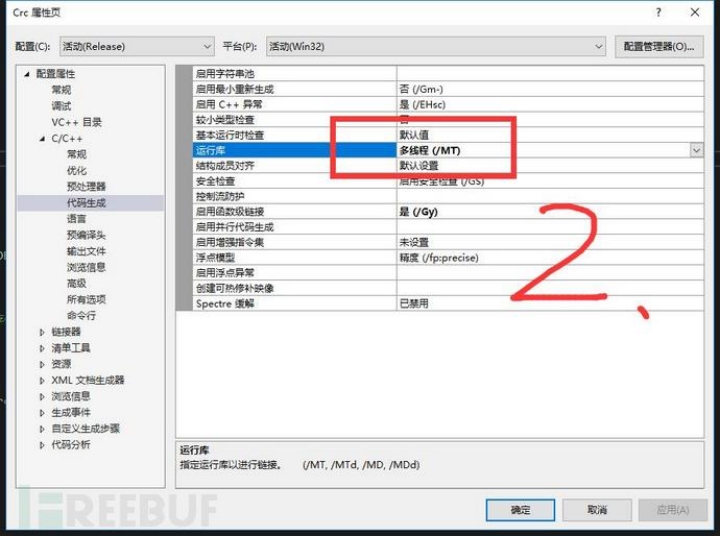 Crc 属性页
? ×
配置(C): 活动(Release) 平台(P): 活动(Win32) 配置管理器(O)...
配置属性
常规
调试
VC++ 目录
C/C++
常规
优化
预处理器
代码生成
语言
预编译头
输出文件
浏览信息
高级
所有选项
命令行
链接器
清单工具
资源
XML 文档生成器
浏览信息
生成事件
自定义生成步骤
代码分析
启用字符串池
启用最小重新生成 否 (/Gm-)
启用 C++ 异常 是 (/EHsc)
较小类型检查 否
基本运行时检查 默认值
运行库 多线程 (/MT)
结构成员对齐 默认设置
安全检查 启用安全检查 (/GS)
控制流防护
启用函数级链接 是 (/Gy)
启用并行代码生成
启用增强指令集 未设置
浮点模型 精度 (/fp:precise)
启用浮点异常
创建可热修补映像
Spectre 缓解 已禁用
2、
运行库
指定运行库以进行链接。 (/MT, /MTd, /MD, /MDd)
确定 取消 应用(A)
FREEBUF